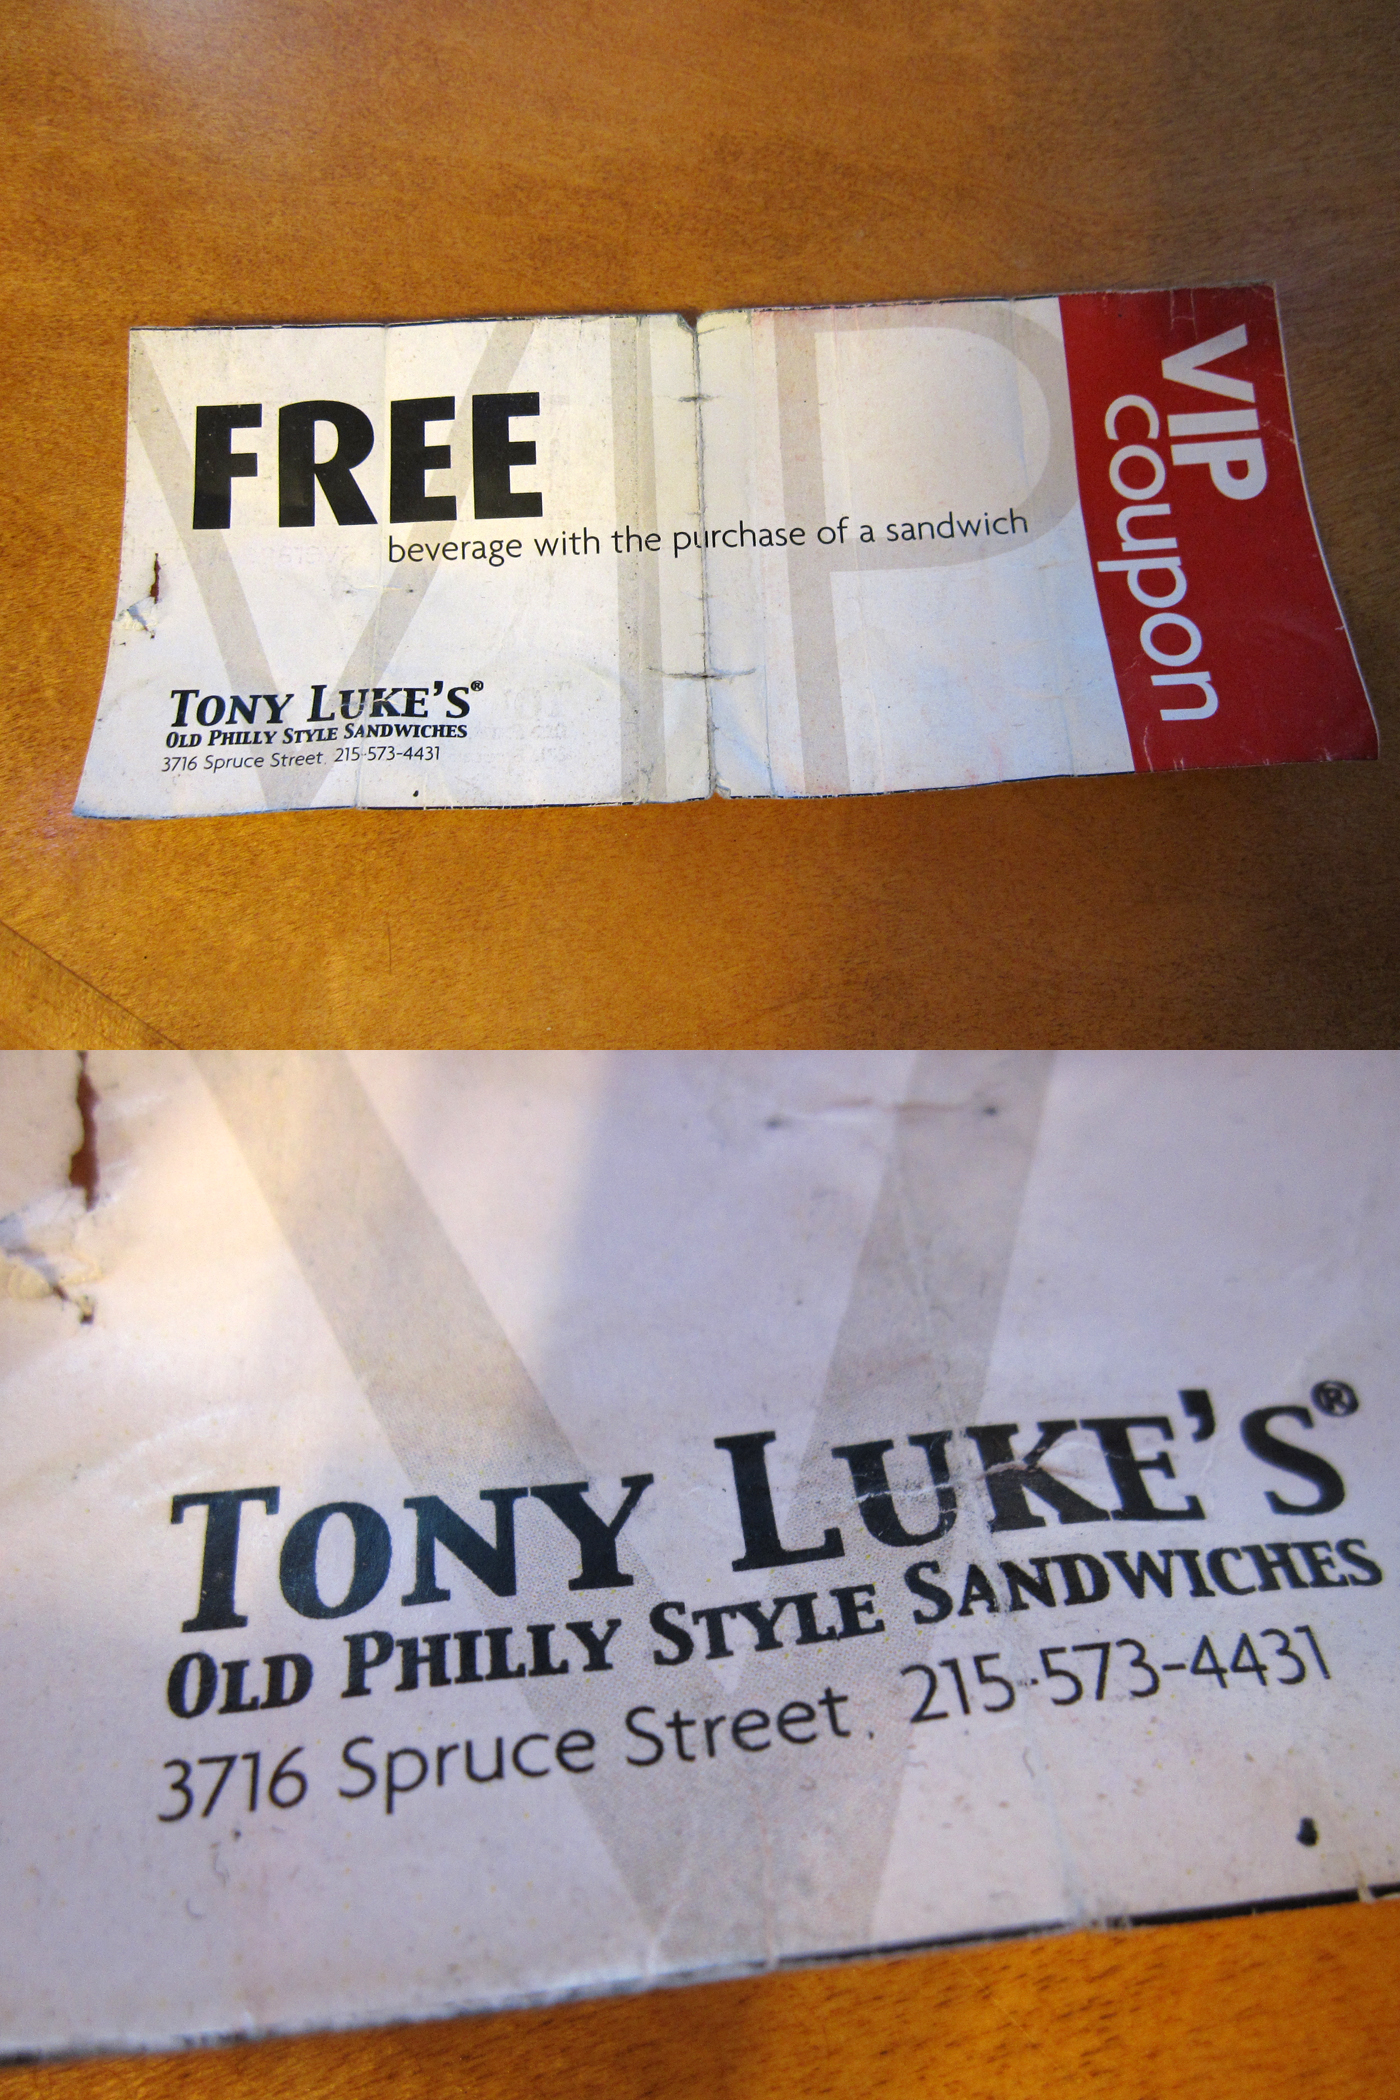 VIP
FREE
beverage with the purchase of a sandwich
TONY LUKE'S®
OLD PHILLY STYLE SANDWICHES
3716 Spruce Street. 215-573-4431
VIP
coupon
TONY LUKE'S®
OLD PHILLY STYLE SANDWICHES
3716 Spruce Street. 215-573-4431